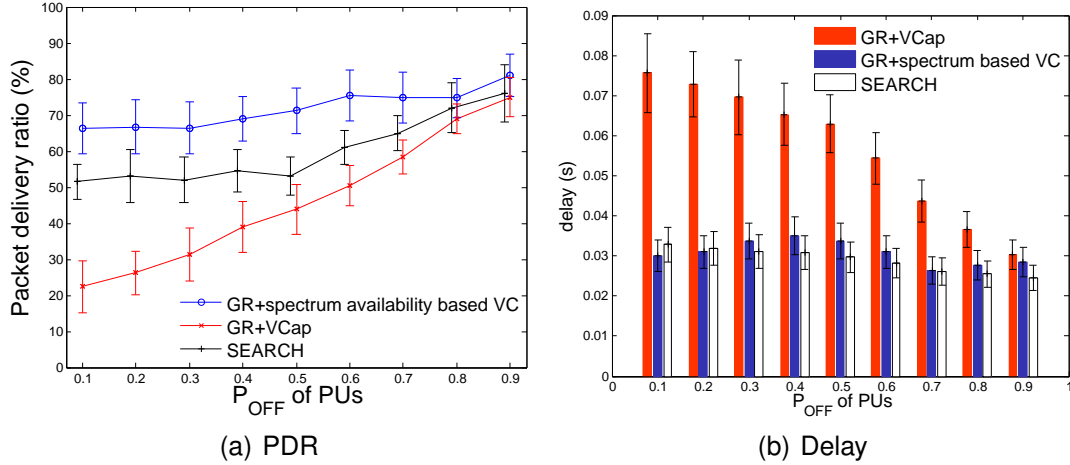 100
90
80
70
60
50
40
30
20
10
0
Packet delivery ratio (%)
GR+spectrum availability based VC
GR+VCap
SEARCH
0.1 0.2 0.3 0.4 0.5 0.6 0.7 0.8 0.9
P_OFF of PUs
(a) PDR
0.09
0.08
0.07
0.06
0.05
0.04
0.03
0.02
0.01
0
delay (s)
GR+VCap
GR+spectrum based VC
SEARCH
0 0.1 0.2 0.3 0.4 0.5 0.6 0.7 0.8 0.9 1
P_OFF of PUs
(b) Delay